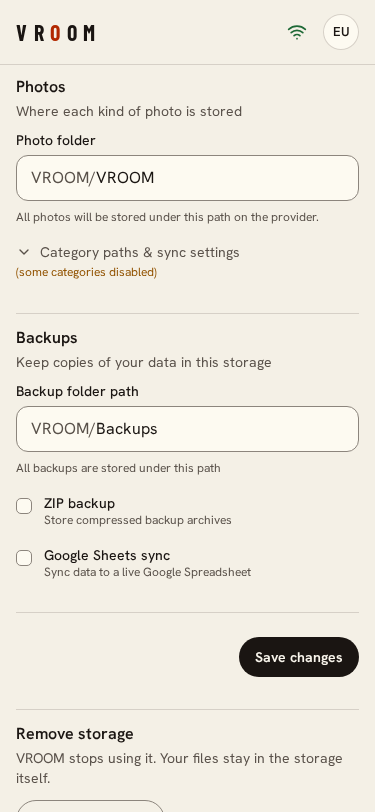 VROOM
EU
Photos
Where each kind of photo is stored
Photo folder
VROOM/VROOM
All photos will be stored under this path on the provider.
Category paths & sync settings
(some categories disabled)
Backups
Keep copies of your data in this storage
Backup folder path
VROOM/Backups
All backups are stored under this path
ZIP backup
Store compressed backup archives
Google Sheets sync
Sync data to a live Google Spreadsheet
Save changes
Remove storage
VROOM stops using it. Your files stay in the storage
itself.